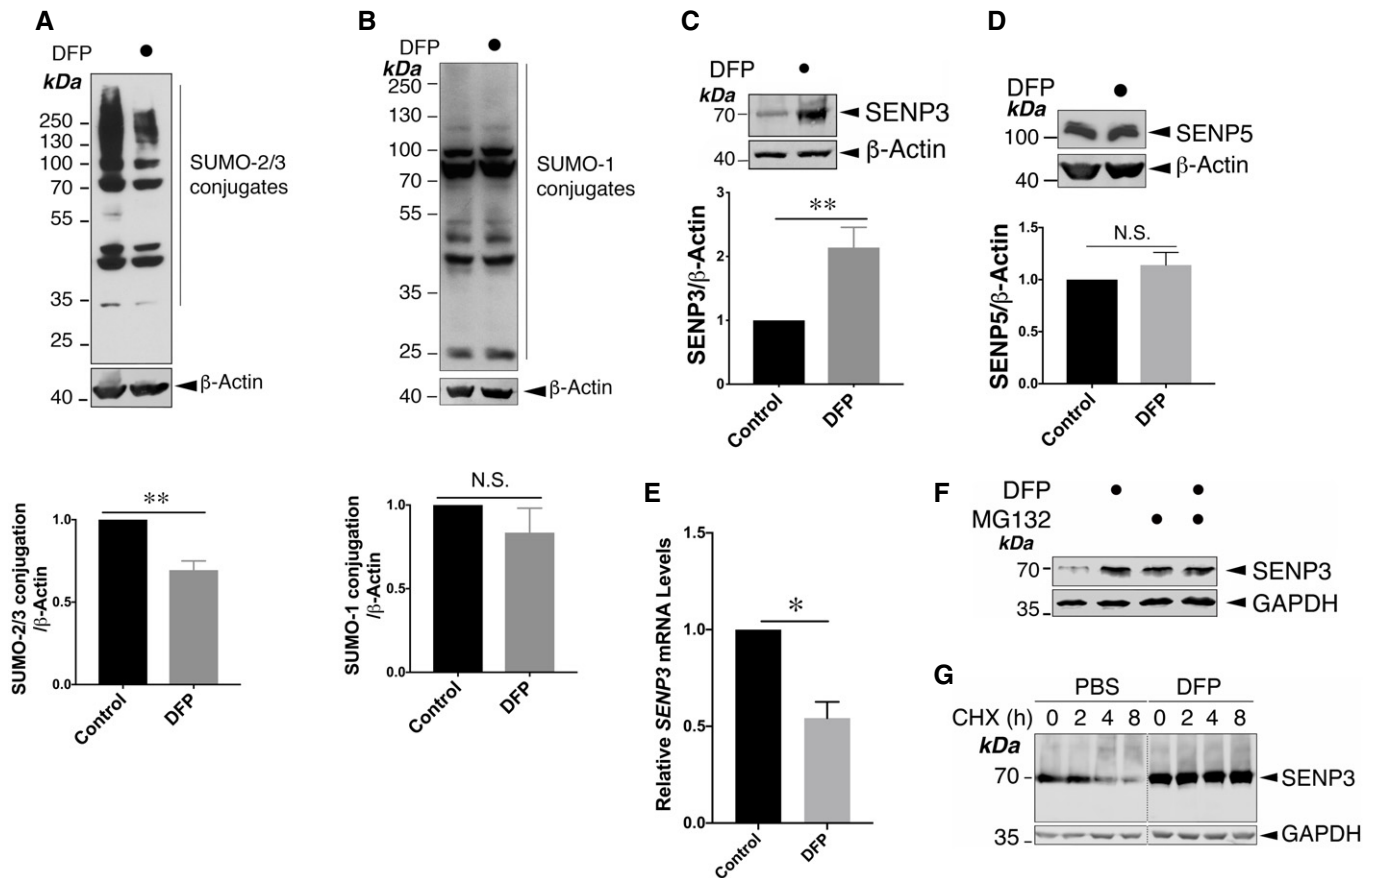 A
DFP ●
kDa
250
130
100
70
55
35
25
40
SUMO-2/3
conjugates
β-Actin
**
1.0
0.5
0.0
SUMO-2/3 conjugation
/β-Actin
Control
DFP
B
DFP ●
kDa
250
130
100
70
55
35
25
40
SUMO-1
conjugates
β-Actin
N.S.
1.0
0.5
0.0
SUMO-1 conjugation
/β-Actin
Control
DFP
C
DFP ●
kDa
70
40
SENP3
β-Actin
**
3
2
1
0
SENP3/β-Actin
Control
DFP
D
DFP ●
kDa
100
40
SENP5
β-Actin
N.S.
1.5
1.0
0.5
0.0
SENP5/β-Actin
Control
DFP
E
*
1.5
1.0
0.5
0.0
Relative SENP3 mRNA Levels
Control
DFP
F
DFP ● ●
MG132 ● ●
kDa
70
35
SENP3
GAPDH
G
PBS DFP
CHX (h) 0 2 4 8 0 2 4 8
kDa
70
35
SENP3
GAPDH